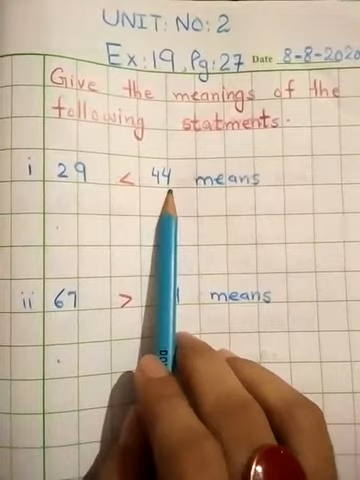 UNIT: NO: 2
Ex: 19, Pg: 27 Date 8-8-2020
Give the meanings of the
following statments.
i 29 < 44 means
ii 67 > means